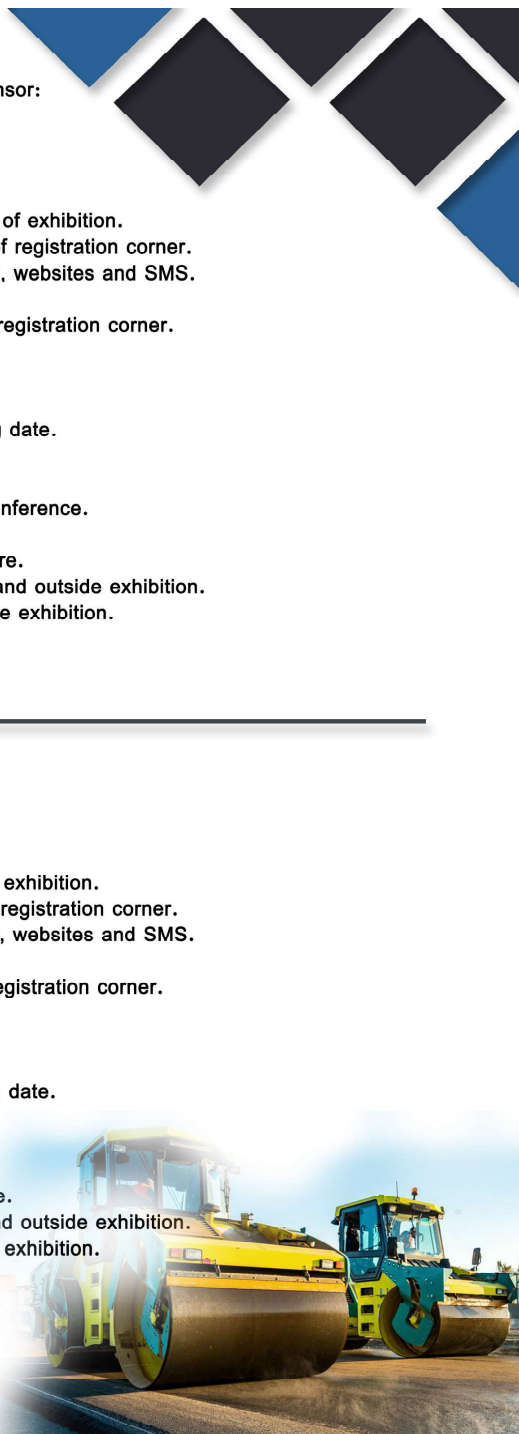 nsor:
of exhibition.
f registration corner.
, websites and SMS.
registration corner.
g date.
nference.
re.
and outside exhibition.
e exhibition.
exhibition.
registration corner.
, websites and SMS.
egistration corner.
date.
e.
nd outside exhibition.
exhibition.